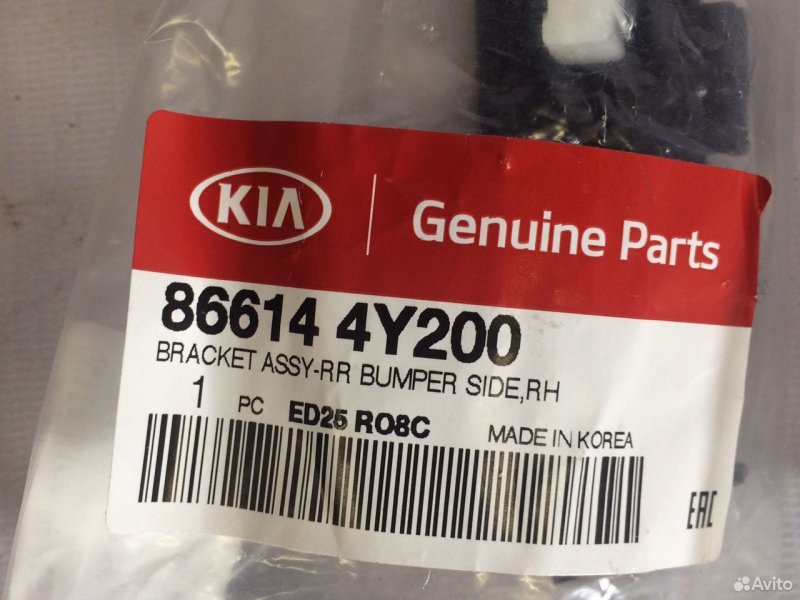 KIA
Genuine Parts
86614 4Y200
BRACKET ASSY-RR BUMPER SIDE,RH
1 PC ED25 RO8C MADE IN KOREA
EAC
Avito